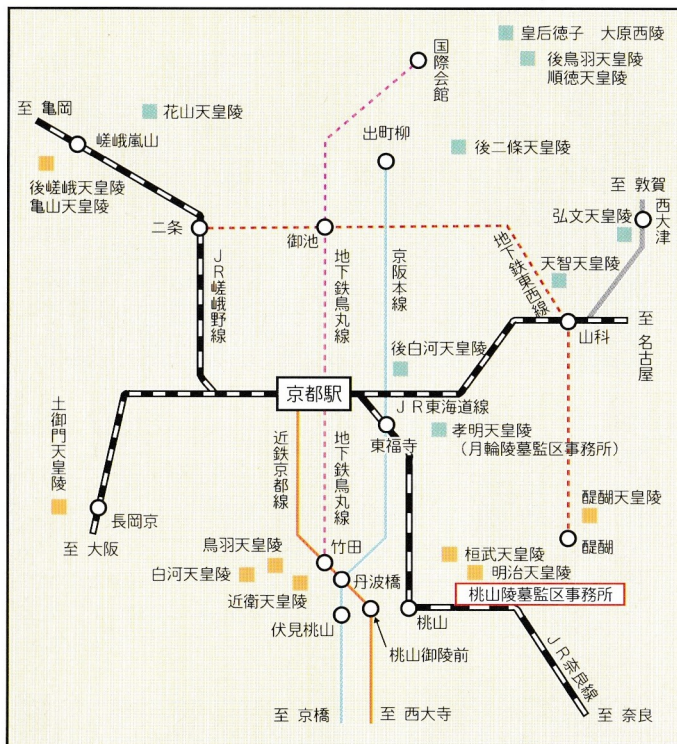 皇后徳子　大原西陵
後鳥羽天皇陵
順徳天皇陵
国際会館
至 亀岡
花山天皇陵
嵯峨嵐山
出町柳
後二條天皇陵
後嵯峨天皇陵
亀山天皇陵
至 敦賀
西大津
弘文天皇陵
二条
御池
天智天皇陵
地下鉄東西線
JR嵯峨野線
地下鉄烏丸線
京阪本線
山科
至 名古屋
後白河天皇陵
京都駅
JR東海道線
東福寺
孝明天皇陵
（月輪陵墓監区事務所）
土御門天皇陵
近鉄京都線
地下鉄烏丸線
長岡京
至 大阪
醍醐天皇陵
醍醐
鳥羽天皇陵
竹田
白河天皇陵
丹波橋
近衛天皇陵
桓武天皇陵
明治天皇陵
桃山陵墓監区事務所
伏見桃山
桃山
桃山御陵前
JR奈良線
至 京橋
至 西大寺
至 奈良